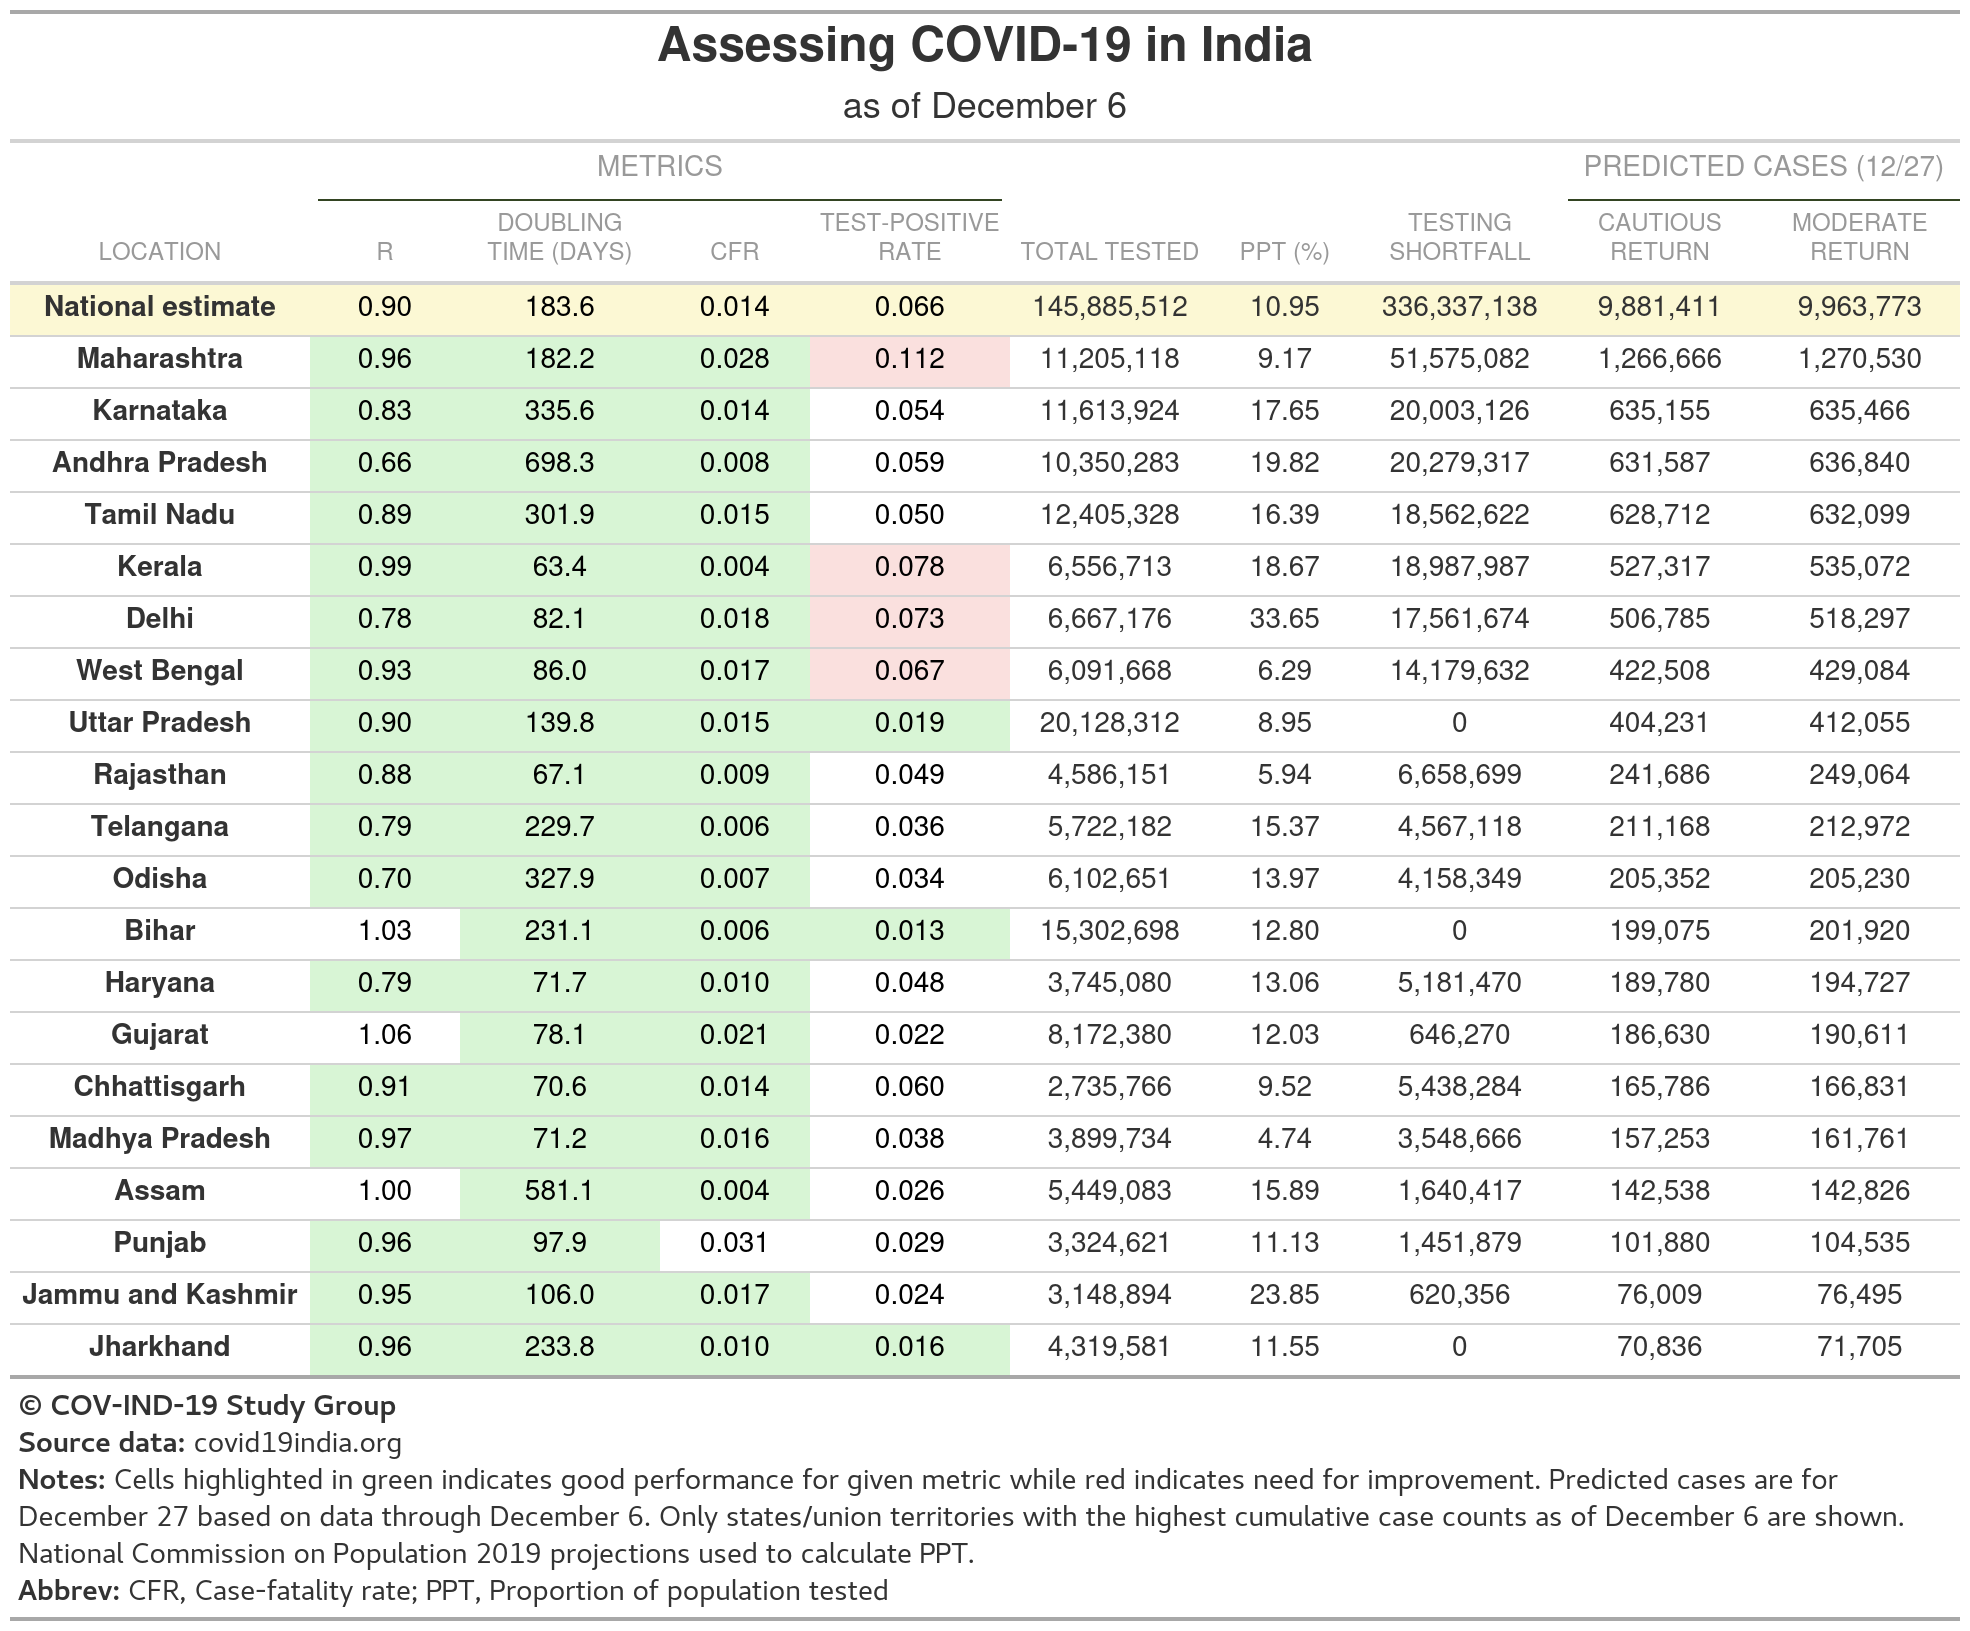 Assessing COVID-19 in India
as of December 6
METRICS PREDICTED CASES (12/27)
LOCATION R DOUBLING TIME (DAYS) CFR TEST-POSITIVE RATE TOTAL TESTED PPT (%) TESTING SHORTFALL CAUTIOUS RETURN MODERATE RETURN
National estimate 0.90 183.6 0.014 0.066 145,885,512 10.95 336,337,138 9,881,411 9,963,773
Maharashtra 0.96 182.2 0.028 0.112 11,205,118 9.17 51,575,082 1,266,666 1,270,530
Karnataka 0.83 335.6 0.014 0.054 11,613,924 17.65 20,003,126 635,155 635,466
Andhra Pradesh 0.66 698.3 0.008 0.059 10,350,283 19.82 20,279,317 631,587 636,840
Tamil Nadu 0.89 301.9 0.015 0.050 12,405,328 16.39 18,562,622 628,712 632,099
Kerala 0.99 63.4 0.004 0.078 6,556,713 18.67 18,987,987 527,317 535,072
Delhi 0.78 82.1 0.018 0.073 6,667,176 33.65 17,561,674 506,785 518,297
West Bengal 0.93 86.0 0.017 0.067 6,091,668 6.29 14,179,632 422,508 429,084
Uttar Pradesh 0.90 139.8 0.015 0.019 20,128,312 8.95 0 404,231 412,055
Rajasthan 0.88 67.1 0.009 0.049 4,586,151 5.94 6,658,699 241,686 249,064
Telangana 0.79 229.7 0.006 0.036 5,722,182 15.37 4,567,118 211,168 212,972
Odisha 0.70 327.9 0.007 0.034 6,102,651 13.97 4,158,349 205,352 205,230
Bihar 1.03 231.1 0.006 0.013 15,302,698 12.80 0 199,075 201,920
Haryana 0.79 71.7 0.010 0.048 3,745,080 13.06 5,181,470 189,780 194,727
Gujarat 1.06 78.1 0.021 0.022 8,172,380 12.03 646,270 186,630 190,611
Chhattisgarh 0.91 70.6 0.014 0.060 2,735,766 9.52 5,438,284 165,786 166,831
Madhya Pradesh 0.97 71.2 0.016 0.038 3,899,734 4.74 3,548,666 157,253 161,761
Assam 1.00 581.1 0.004 0.026 5,449,083 15.89 1,640,417 142,538 142,826
Punjab 0.96 97.9 0.031 0.029 3,324,621 11.13 1,451,879 101,880 104,535
Jammu and Kashmir 0.95 106.0 0.017 0.024 3,148,894 23.85 620,356 76,009 76,495
Jharkhand 0.96 233.8 0.010 0.016 4,319,581 11.55 0 70,836 71,705
© COV-IND-19 Study Group
Source data: covid19india.org
Notes: Cells highlighted in green indicates good performance for given metric while red indicates need for improvement. Predicted cases are for
December 27 based on data through December 6. Only states/union territories with the highest cumulative case counts as of December 6 are shown.
National Commission on Population 2019 projections used to calculate PPT.
Abbrev: CFR, Case-fatality rate; PPT, Proportion of population tested